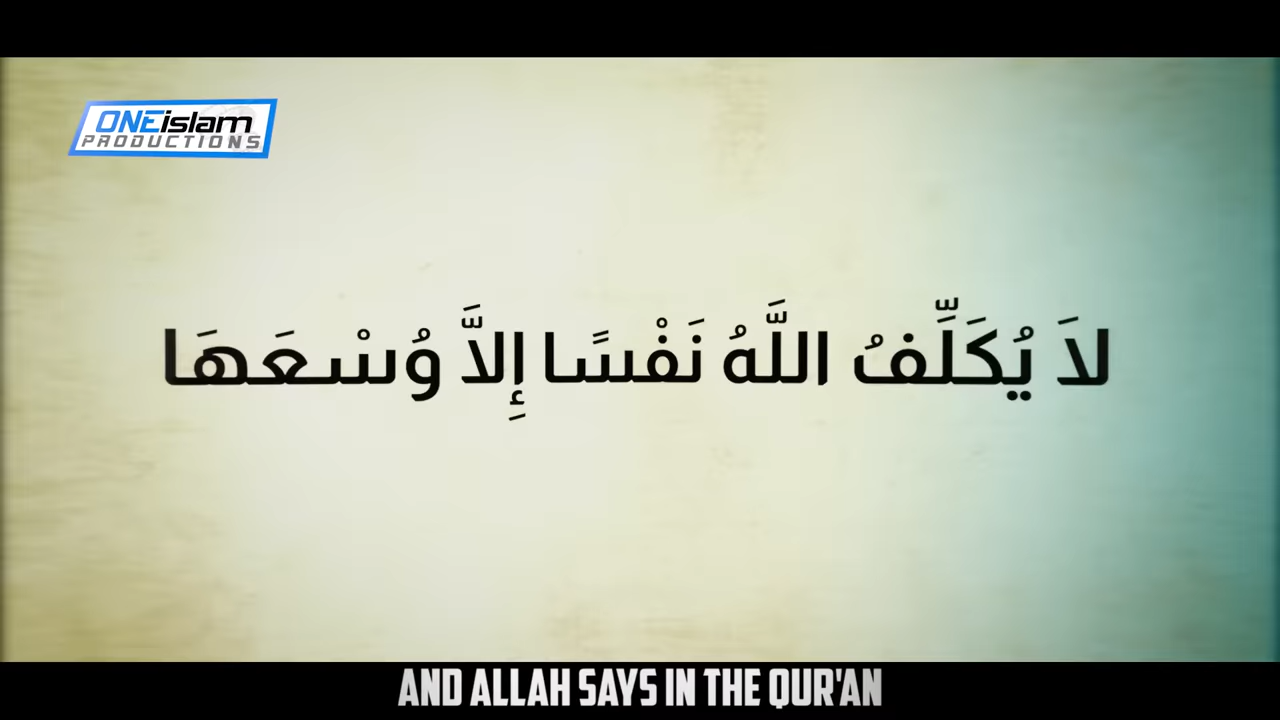 ONEislam
PRODUCTIONS
لاَ يُكَلِّفُ اللَّهُ نَفْسًا إِلاَّ وُسْعَهَا
AND ALLAH SAYS IN THE QUR'AN